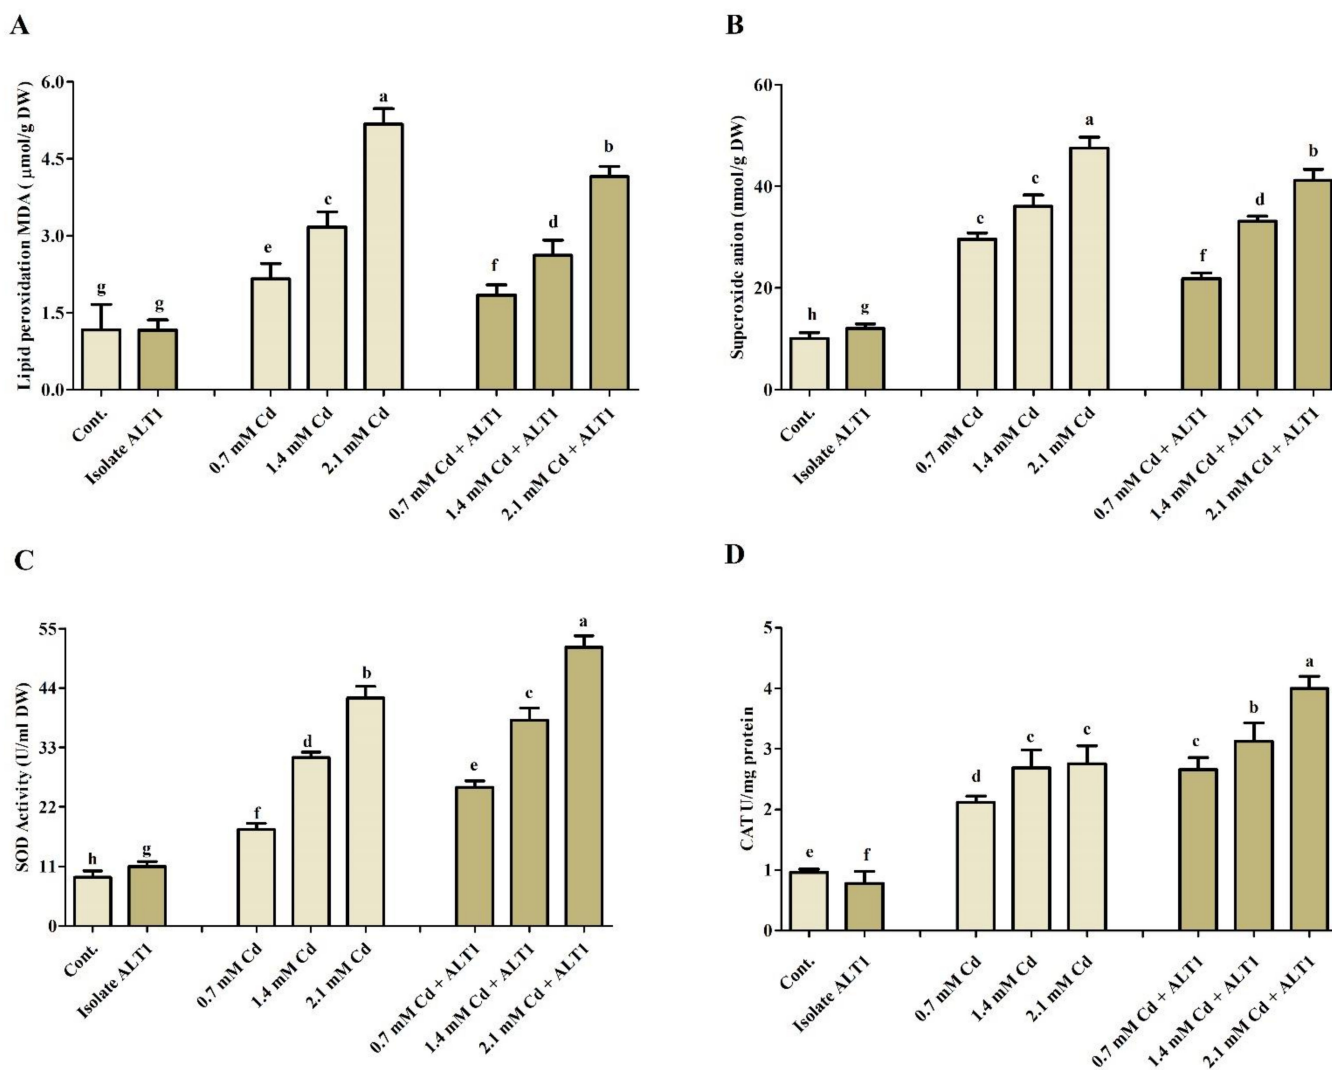 A
Lipid peroxidation MDA ( μmol/g DW)
6.0
4.5
3.0
1.5
0.0
g
g
e
c
a
f
d
b
Cont.
Isolate ALT1
0.7 mM Cd
1.4 mM Cd
2.1 mM Cd
0.7 mM Cd + ALT1
1.4 mM Cd + ALT1
2.1 mM Cd + ALT1
B
Superoxide anion (nmol/g DW)
60
40
20
0
h
g
c
c
a
f
d
b
Cont.
Isolate ALT1
0.7 mM Cd
1.4 mM Cd
2.1 mM Cd
0.7 mM Cd + ALT1
1.4 mM Cd + ALT1
2.1 mM Cd + ALT1
C
SOD Activity (U/ml DW)
55
44
33
22
11
0
h
g
f
d
b
e
c
a
Cont.
Isolate ALT1
0.7 mM Cd
1.4 mM Cd
2.1 mM Cd
0.7 mM Cd + ALT1
1.4 mM Cd + ALT1
2.1 mM Cd + ALT1
D
CAT U/mg protein
5
4
3
2
1
0
e
f
d
c
c
c
b
a
Cont.
Isolate ALT1
0.7 mM Cd
1.4 mM Cd
2.1 mM Cd
0.7 mM Cd + ALT1
1.4 mM Cd + ALT1
2.1 mM Cd + ALT1